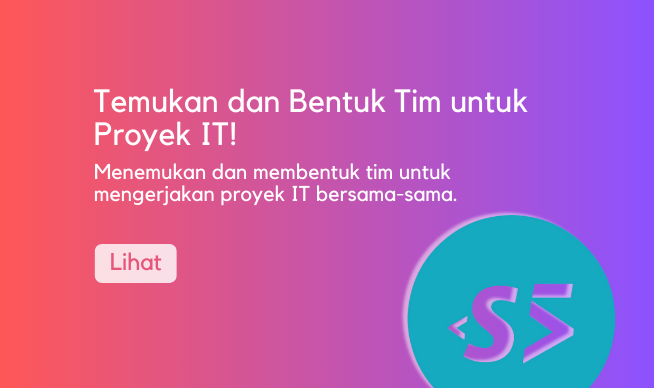 Temukan dan Bentuk Tim untuk
Proyek IT!
Menemukan dan membentuk tim untuk
mengerjakan proyek IT bersama-sama.
Lihat